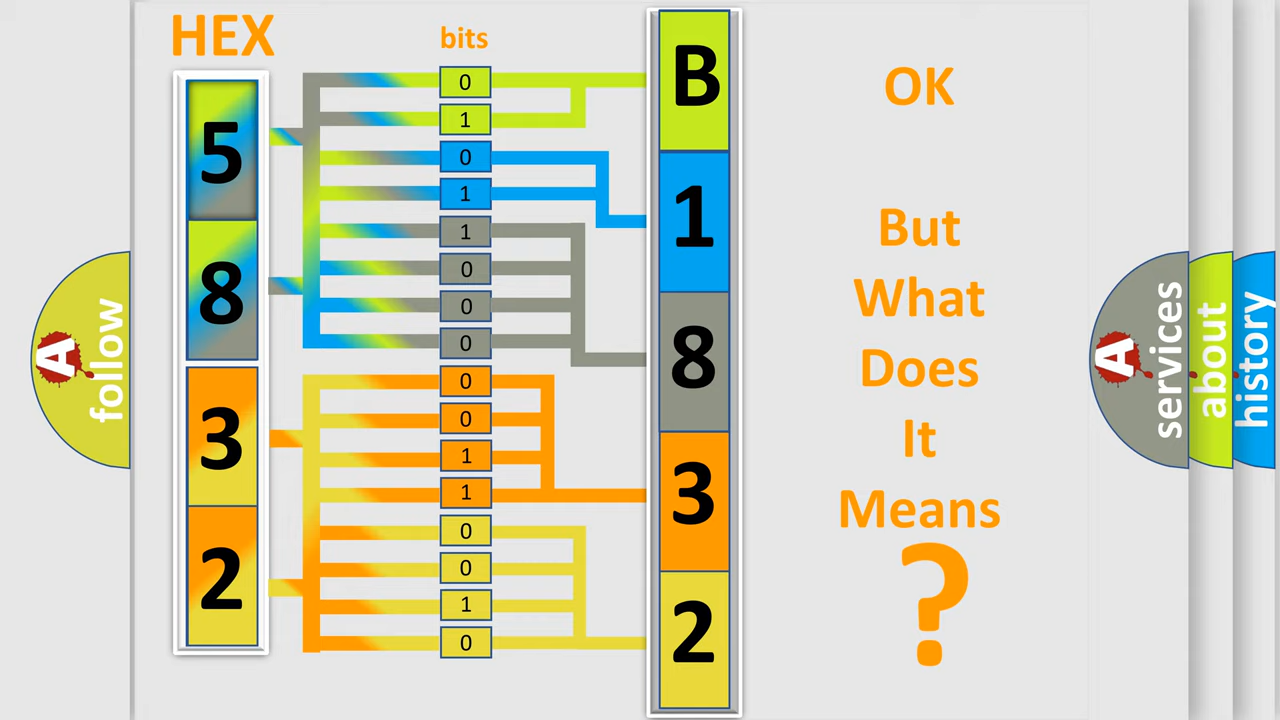 HEX
bits
5
8
3
2
0
1
0
1
1
0
0
0
0
0
1
1
0
0
1
0
B
1
8
3
2
OK
But
What
Does
It
Means
?
A
follow
A
services
about
history